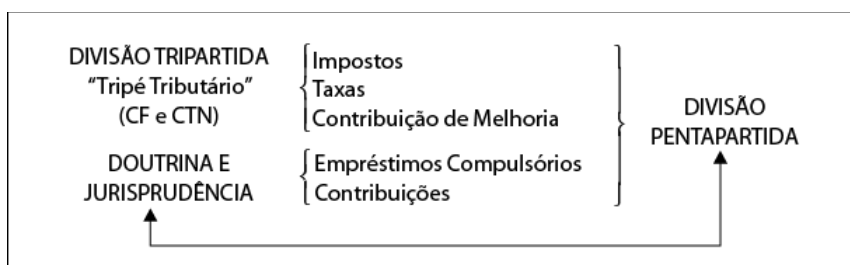 DIVISÃO TRIPARTIDA
“Tripé Tributário”
(CF e CTN)
Impostos
Taxas
Contribuição de Melhoria
DOUTRINA E
JURISPRUDÊNCIA
Empréstimos Compulsórios
Contribuições
DIVISÃO
PENTAPARTIDA